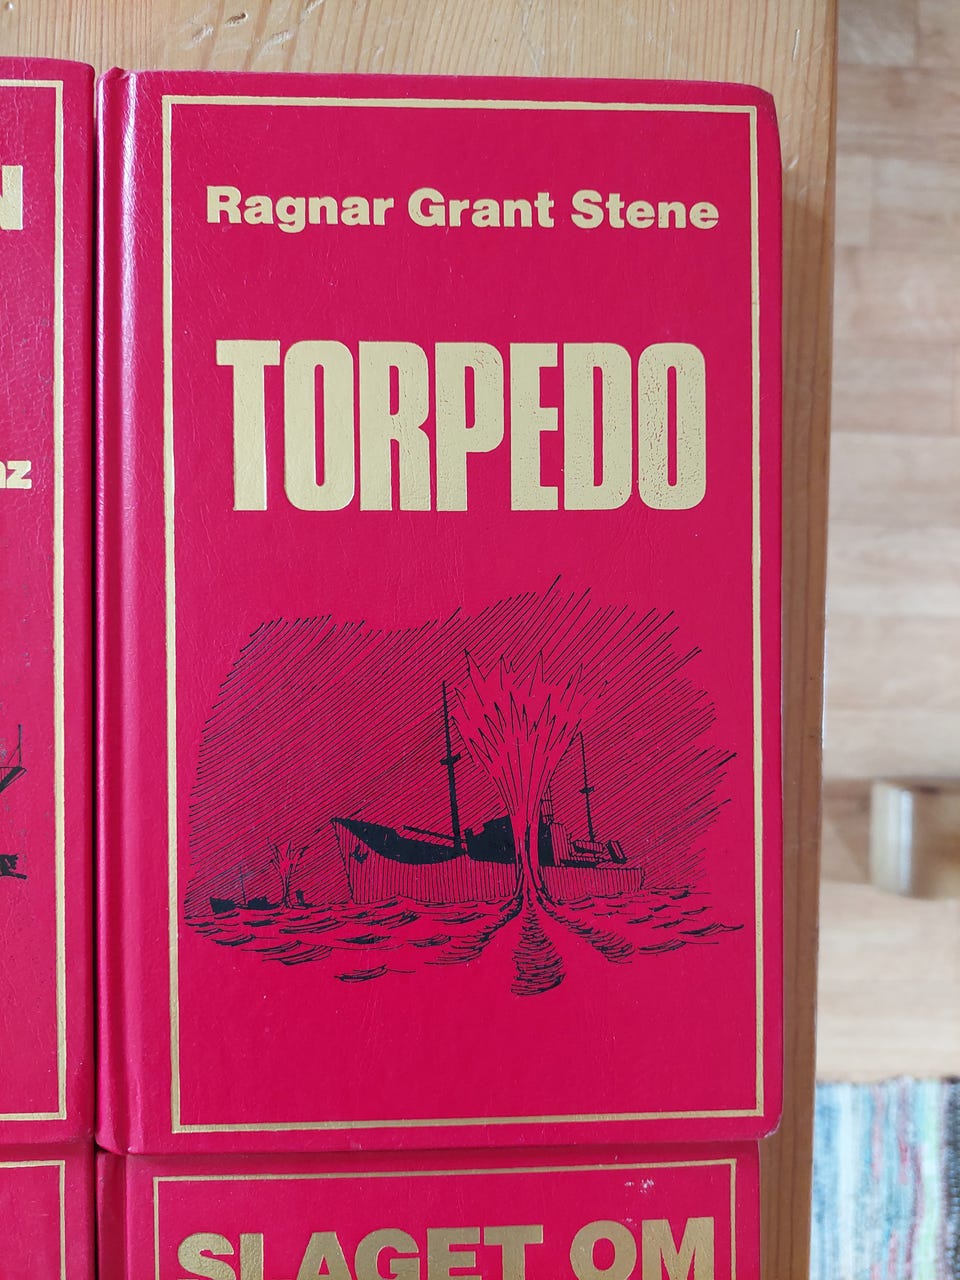 Ragnar Grant Stene
TORPEDO
SLAGET OM